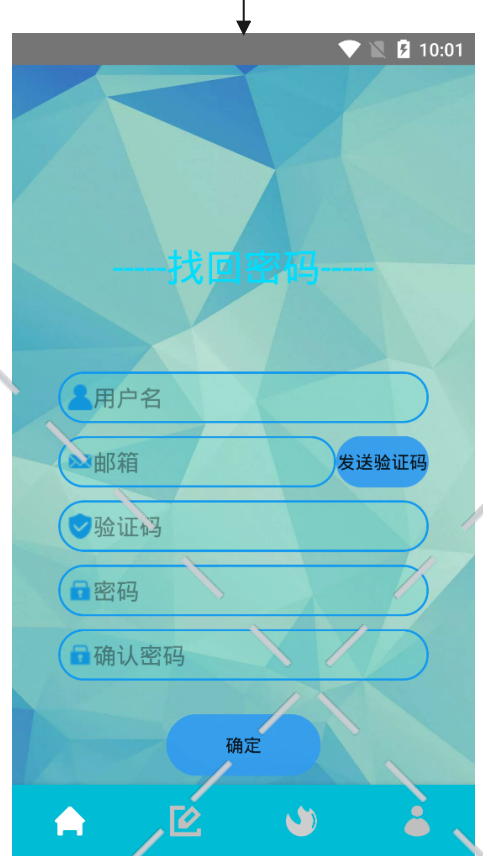 10:01
-----找回密码-----
用户名
邮箱 发送验证码
验证码
密码
确认密码
确定